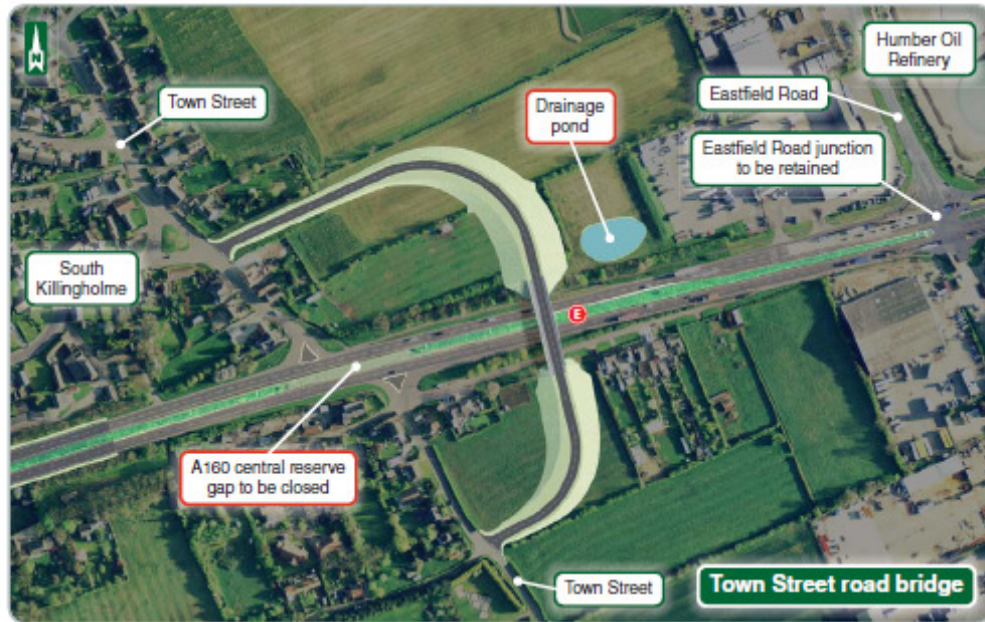 N
Town Street
Drainage
pond
Humber Oil
Refinery
Eastfield Road
Eastfield Road junction
to be retained
South
Killingholme
E
A160 central reserve
gap to be closed
Town Street
Town Street road bridge